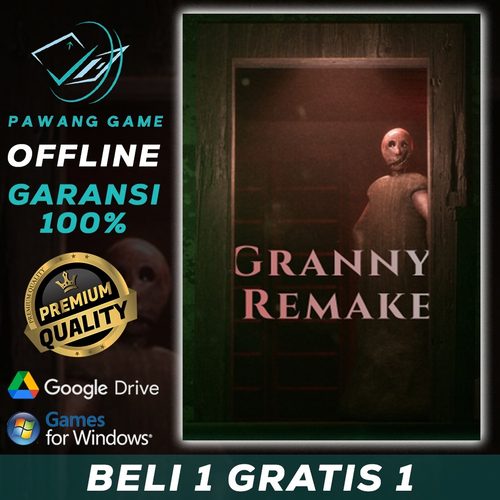 PAWANG GAME
OFFLINE
GARANSI
100%
PREMIUM
QUALITY
Google Drive
Games
for Windows®
GRANNY
REMAKE
BELI 1 GRATIS 1